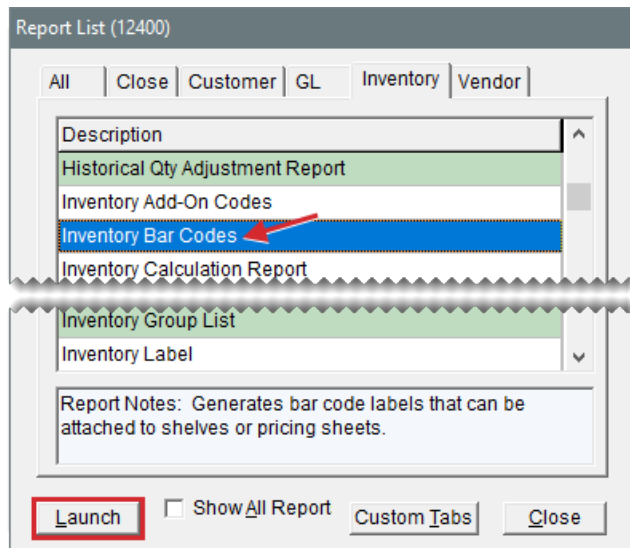 Report List (12400)
All Close Customer GL Inventory Vendor
Description
Historical Qty Adjustment Report
Inventory Add-On Codes
Inventory Bar Codes
Inventory Calculation Report
Inventory Group List
Inventory Label
Report Notes: Generates bar code labels that can be
attached to shelves or pricing sheets.
Launch Show All Report Custom Tabs Close